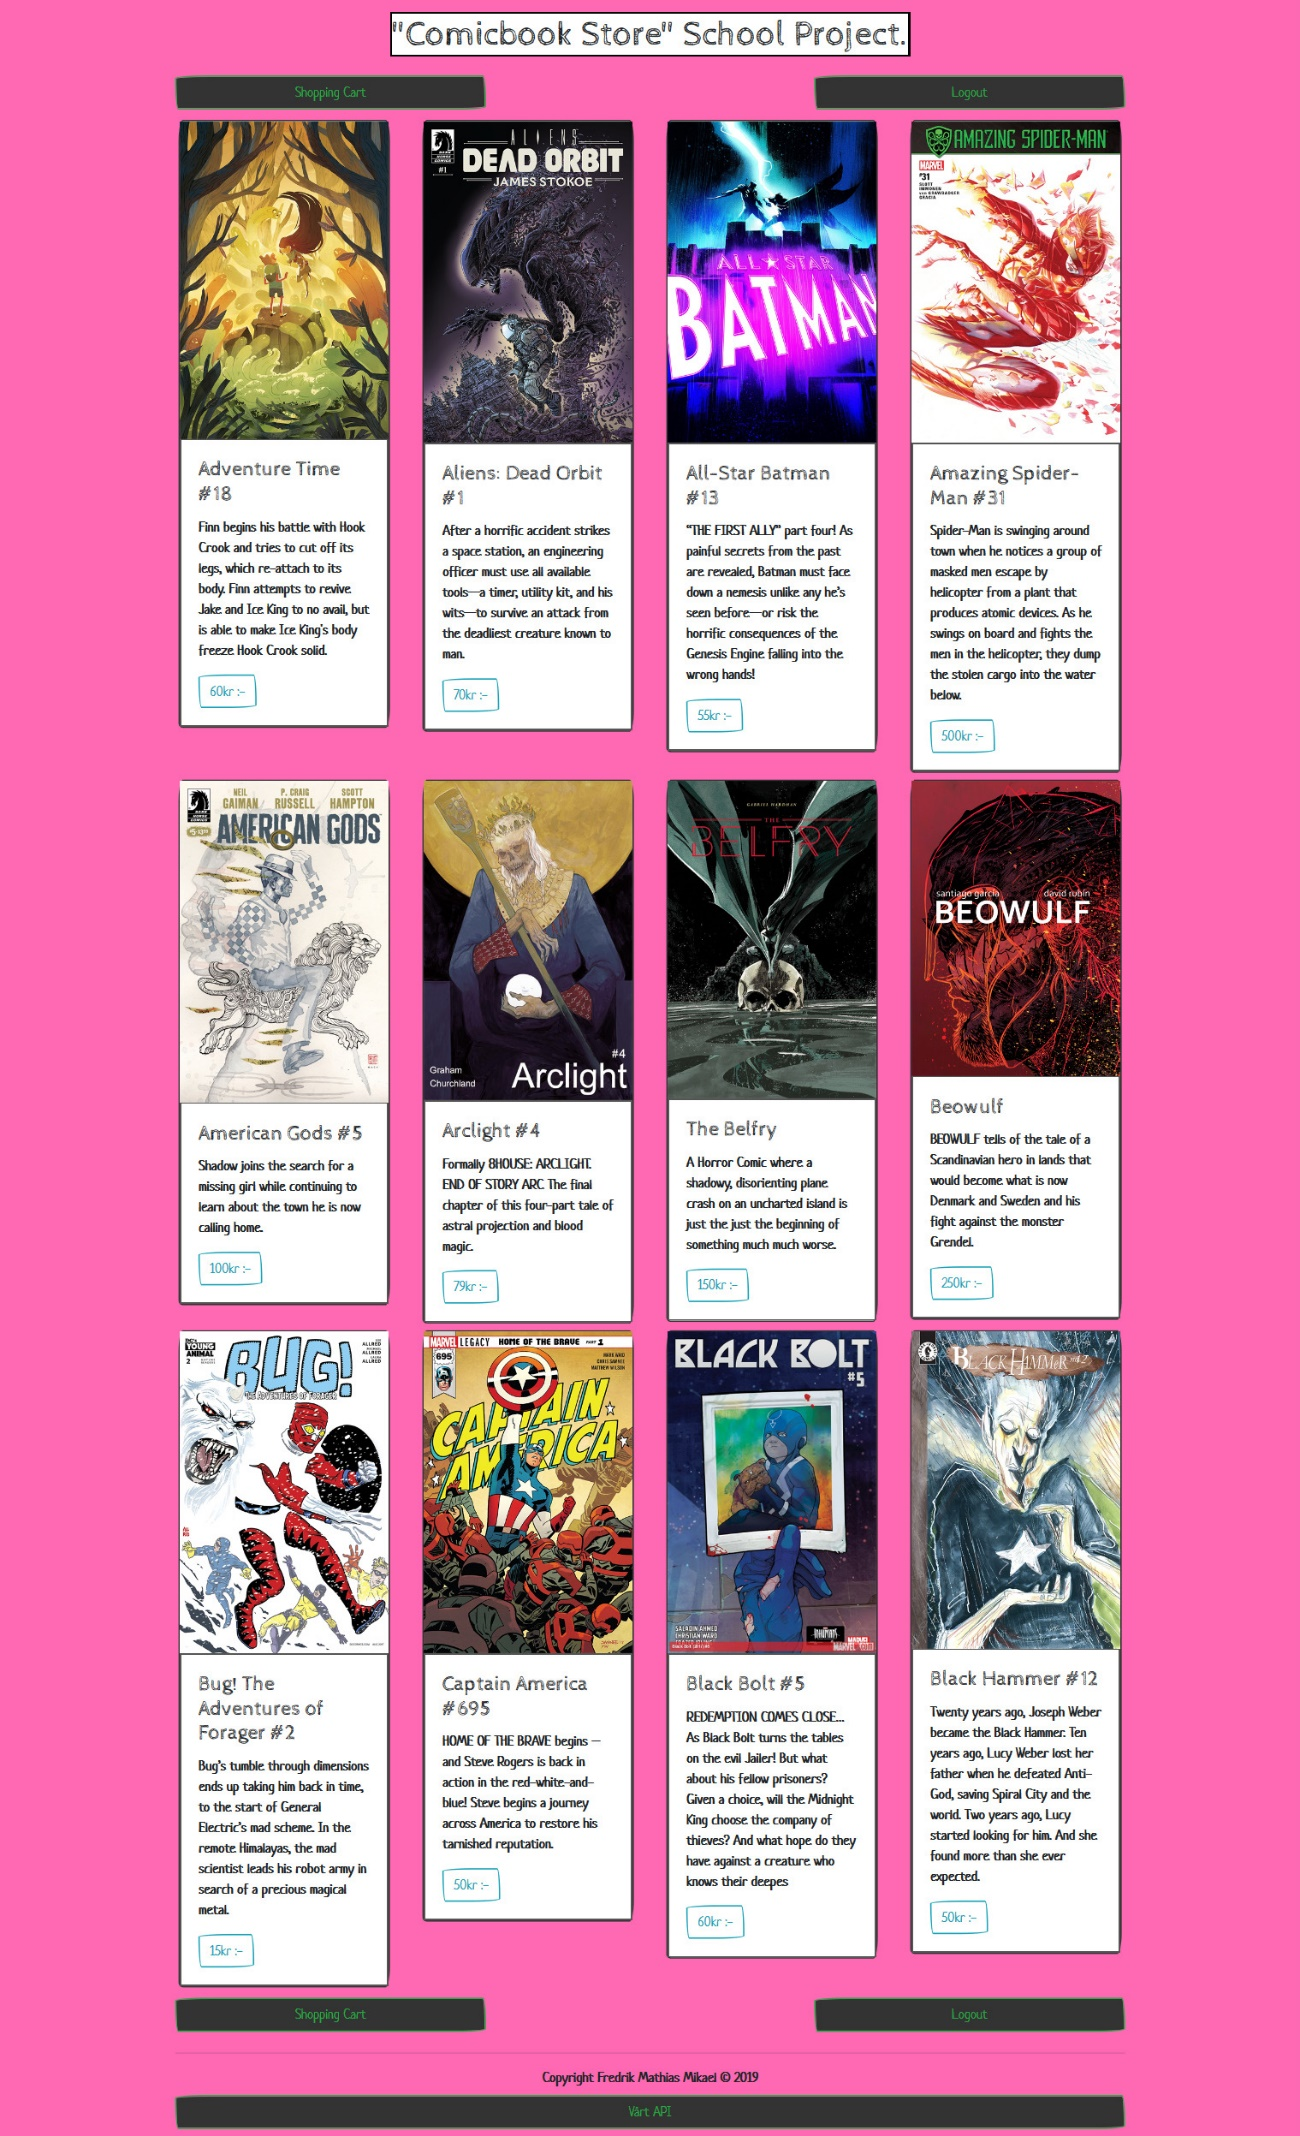 "Comicbook Store" School Project.
Shopping Cart
Logout
ALIENS
DEAD ORBIT
#1
JAMES STOKOE
ALL★STAR
BATMAN
AMAZING SPIDER-MAN
MARVEL
#31
Adventure Time
#18
Finn begins his battle with Hook
Crook and tries to cut off its
legs, which re-attach to its
body. Finn attempts to revive
Jake and Ice King to no avail, but
is able to make Ice King's body
freeze Hook Crook solid.
60kr :-
Aliens: Dead Orbit
#1
After a horrific accident strikes
a space station, an engineering
officer must use all available
tools—a timer, utility kit, and his
wits—to survive an attack from
the deadliest creature known to
man.
70kr :-
All-Star Batman
#13
"THE FIRST ALLY" part four! As
painful secrets from the past
are revealed, Batman must face
down a nemesis unlike any he's
seen before—or risk the
horrific consequences of the
Genesis Engine falling into the
wrong hands!
55kr :-
Amazing Spider-
Man #31
Spider-Man is swinging around
town when he notices a group of
masked men escape by
helicopter from a plant that
produces atomic devices. As he
swings on board and fights the
men in the helicopter, they dump
the stolen cargo into the water
below.
500kr :-
NEIL GAIMAN
P. CRAIG RUSSELL
SCOTT HAMPTON
AMERICAN GODS
#4
Graham
Churchland
Arclight
GABRIEL HARDMAN
THE
BELFRY
santiago garcía
david rubín
BEOWULF
American Gods #5
Shadow joins the search for a
missing girl while continuing to
learn about the town he is now
calling home.
100kr :-
Arclight #4
Formally 8HOUSE: ARCLIGHT.
END OF STORY ARC. The final
chapter of this four-part tale of
astral projection and blood
magic.
79kr :-
The Belfry
A Horror Comic where a
shadowy, disorienting plane
crash on an uncharted island is
just the just the beginning of
something much much worse.
150kr :-
Beowulf
BEOWULF tells of the tale of a
Scandinavian hero in lands that
would become what is now
Denmark and Sweden and his
fight against the monster
Grendel.
250kr :-
YOUNG
ANIMAL
2
BUG!
THE ADVENTURES OF FORAGER
ALLRED
ALLRED
ALLRED
MARVEL LEGACY HOME OF THE BRAVE PART 1
695
CAPTAIN
AMERICA
BLACK BOLT
#5
SALADIN AHMED
CHRISTIAN WARD
MARVEL
BLACK HAMMER
Bug! The
Adventures of
Forager #2
Bug's tumble through dimensions
ends up taking him back in time,
to the start of General
Electric's mad scheme. In the
remote Himalayas, the mad
scientist leads his robot army in
search of a precious magical
metal.
15kr :-
Captain America
#695
HOME OF THE BRAVE begins —
and Steve Rogers is back in
action in the red-white-and-
blue! Steve begins a journey
across America to restore his
tarnished reputation.
50kr :-
Black Bolt #5
REDEMPTION COMES CLOSE...
As Black Bolt turns the tables
on the evil Jailer! But what
about his fellow prisoners?
Given a choice, will the Midnight
King choose the company of
thieves? And what hope do they
have against a creature who
knows their deepes
60kr :-
Black Hammer #12
Twenty years ago, Joseph Weber
became the Black Hammer. Ten
years ago, Lucy Weber lost her
father when he defeated Anti-
God, saving Spiral City and the
world. Two years ago, Lucy
started looking for him. And she
found more than she ever
expected.
50kr :-
Shopping Cart
Logout
Copyright Fredrik Mathias Mikael © 2019
Vårt API